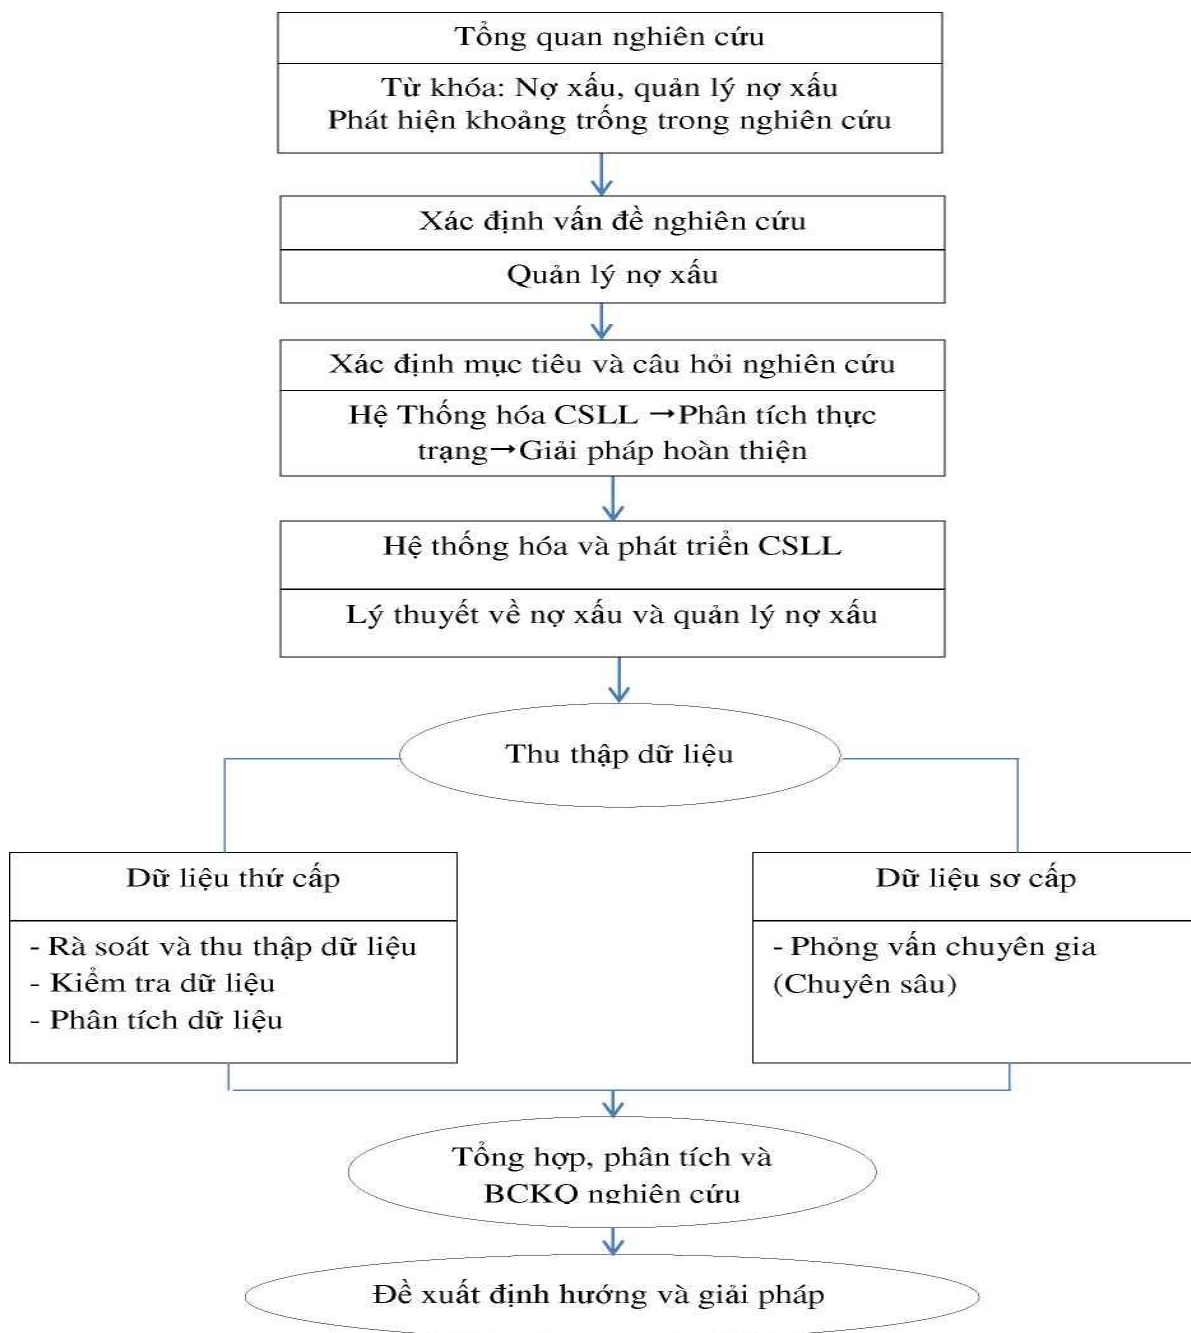 Tổng quan nghiên cứu
Từ khóa: Nợ xấu, quản lý nợ xấu
Phát hiện khoảng trống trong nghiên cứu
Xác định vấn đề nghiên cứu
Quản lý nợ xấu
Xác định mục tiêu và câu hỏi nghiên cứu
Hệ Thống hóa CSLL →Phân tích thực
trạng→Giải pháp hoàn thiện
Hệ thống hóa và phát triển CSLL
Lý thuyết về nợ xấu và quản lý nợ xấu
Thu thập dữ liệu
Dữ liệu thứ cấp
- Rà soát và thu thập dữ liệu
- Kiểm tra dữ liệu
- Phân tích dữ liệu
Dữ liệu sơ cấp
- Phỏng vấn chuyên gia
(Chuyên sâu)
Tổng hợp, phân tích và
BCKQ nghiên cứu
Đề xuất định hướng và giải pháp